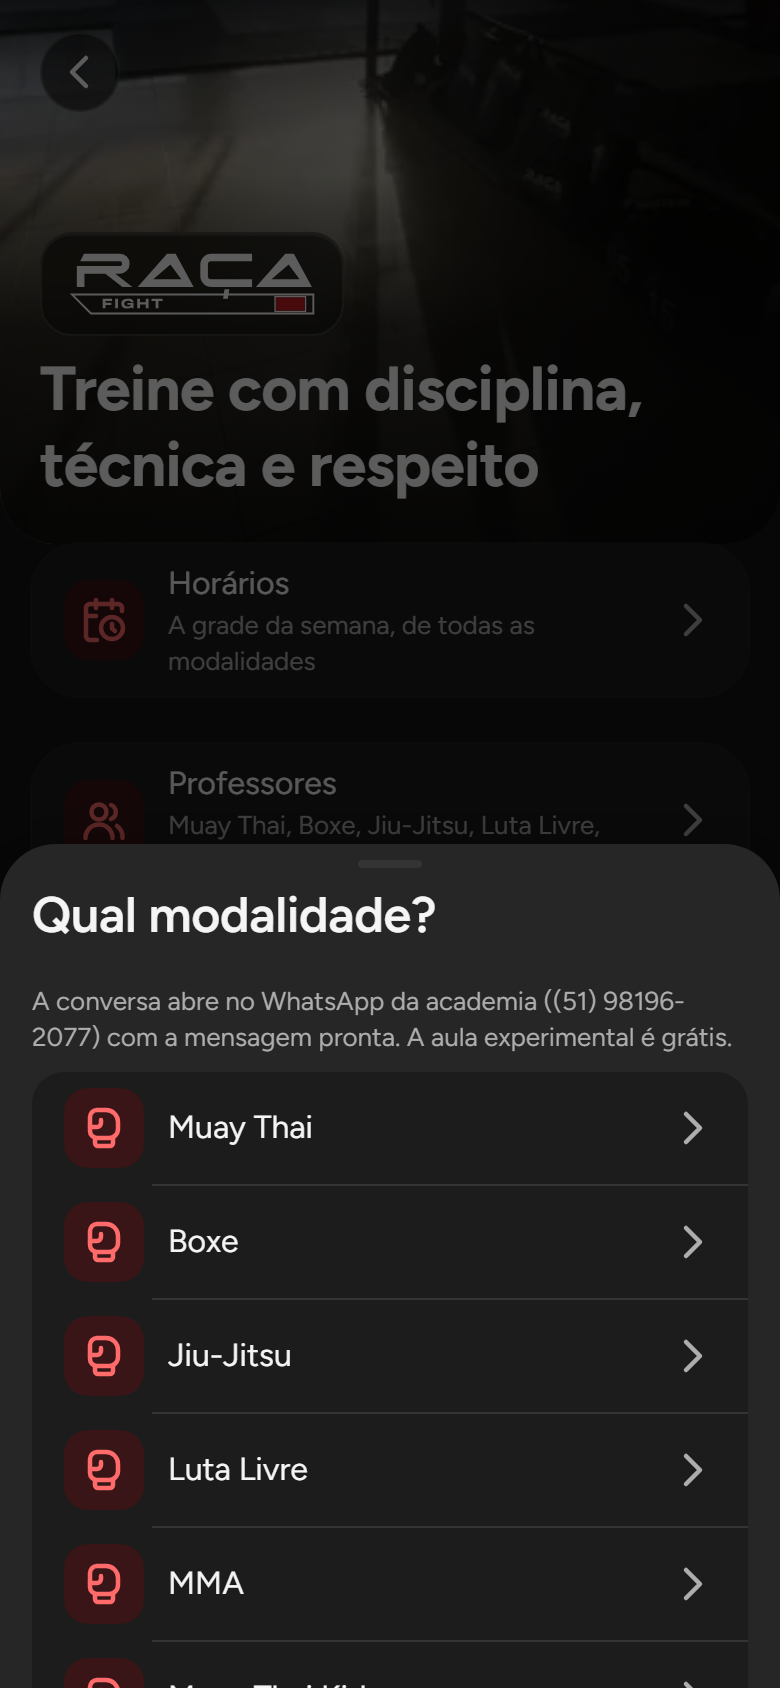 RAÇA
FIGHT
Treine com disciplina,
técnica e respeito
Horários
A grade da semana, de todas as
modalidades
Professores
Muay Thai, Boxe, Jiu-Jitsu, Luta Livre,
Qual modalidade?
A conversa abre no WhatsApp da academia ((51) 98196-
2077) com a mensagem pronta. A aula experimental é grátis.
Muay Thai
Boxe
Jiu-Jitsu
Luta Livre
MMA